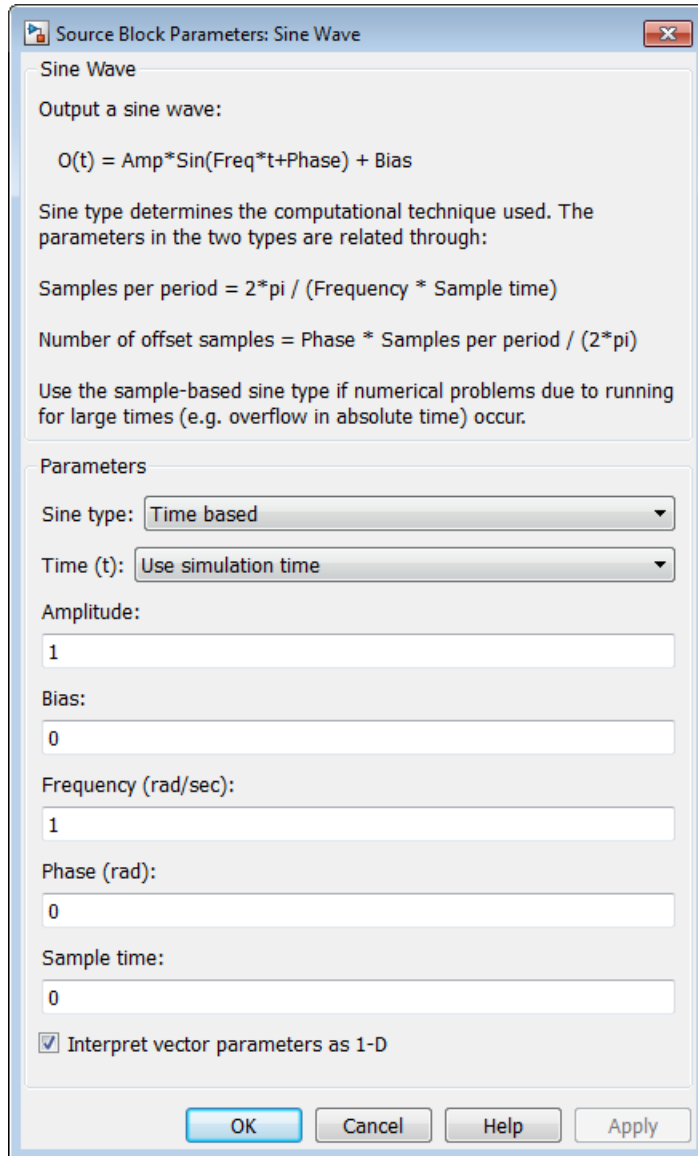 Source Block Parameters: Sine Wave
Sine Wave
Output a sine wave:
O(t) = Amp*Sin(Freq*t+Phase) + Bias
Sine type determines the computational technique used. The
parameters in the two types are related through:
Samples per period = 2*pi / (Frequency * Sample time)
Number of offset samples = Phase * Samples per period / (2*pi)
Use the sample-based sine type if numerical problems due to running
for large times (e.g. overflow in absolute time) occur.
Parameters
Sine type: Time based
Time (t): Use simulation time
Amplitude:
1
Bias:
0
Frequency (rad/sec):
1
Phase (rad):
0
Sample time:
0
Interpret vector parameters as 1-D
OK Cancel Help Apply